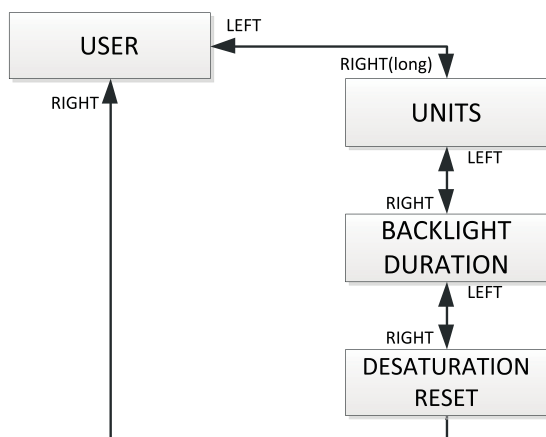 LEFT
USER
RIGHT(long)
RIGHT
UNITS
LEFT
RIGHT
BACKLIGHT
DURATION
LEFT
RIGHT
DESATURATION
RESET